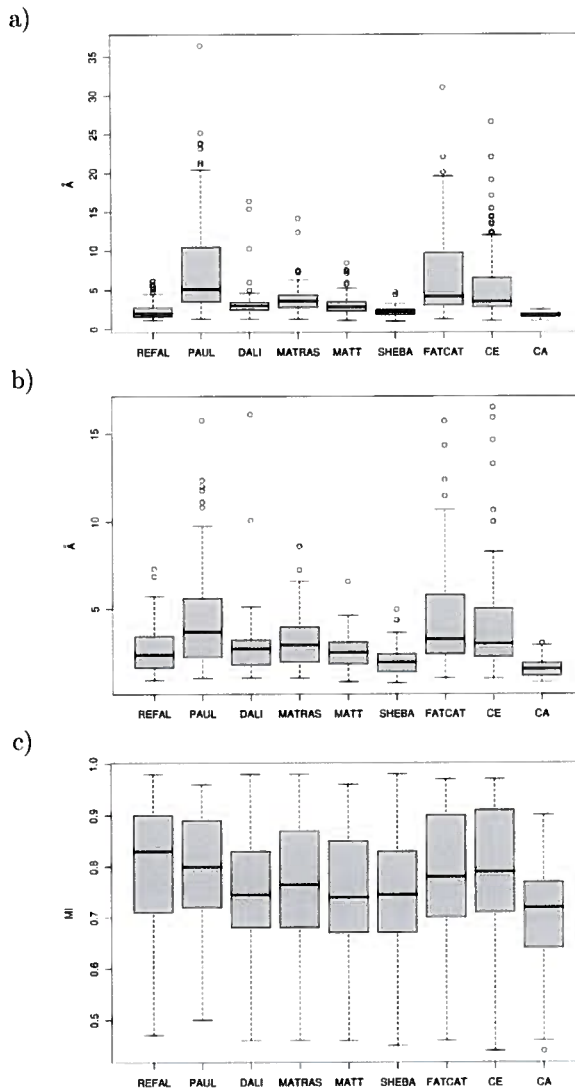 a)
35
30
25
20
15
10
5
0
Å
REFAL PAUL DALI MATRAS MATT SHEBA FATCAT CE CA
b)
15
10
5
Å
REFAL PAUL DALI MATRAS MATT SHEBA FATCAT CE CA
c)
1.0
0.9
0.8
0.7
0.6
0.5
MI
REFAL PAUL DALI MATRAS MATT SHEBA FATCAT CE CA